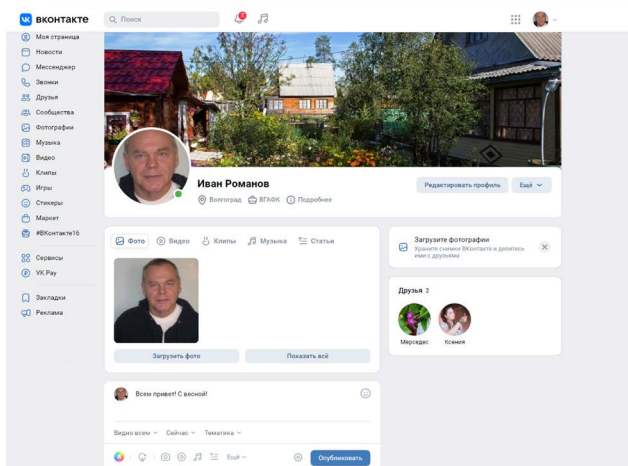 вконтакте
Поиск
Моя страница
Новости
Мессенджер
Звонки
Друзья
Сообщества
Фотографии
Музыка
Видео
Клипы
Игры
Стикеры
Маркет
#ВКонтакте16
Сервисы
VK Pay
Закладки
Реклама
Иван Романов
Волгоград ВГАФК Подробнее
Редактировать профиль Ещё
Фото Видео Клипы Музыка Статьи
Загрузить фото Показать всё
Всем привет! С весной!
Видно всем Сейчас Тематика
Ещё Опубликовать
Загрузите фотографии
Храните снимки ВКонтакте и делитесь
ими с друзьями
Друзья 2
Мерседес Ксения